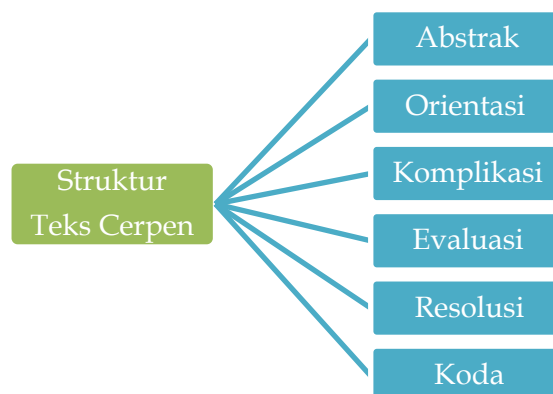 Struktur
Teks Cerpen
Abstrak
Orientasi
Komplikasi
Evaluasi
Resolusi
Koda